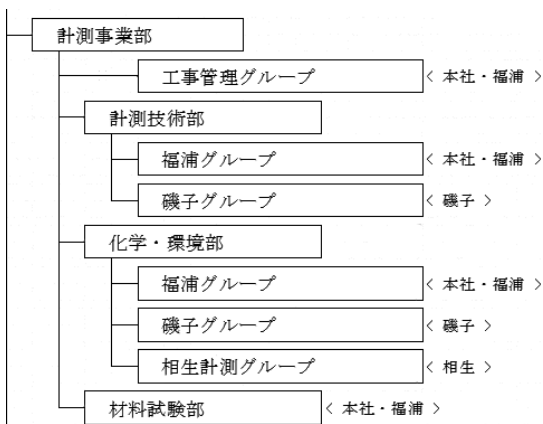 計測事業部
工事管理グループ < 本社・福浦 >
計測技術部
福浦グループ < 本社・福浦 >
磯子グループ < 磯子 >
化学・環境部
福浦グループ < 本社・福浦 >
磯子グループ < 磯子 >
相生計測グループ < 相生 >
材料試験部 < 本社・福浦 >